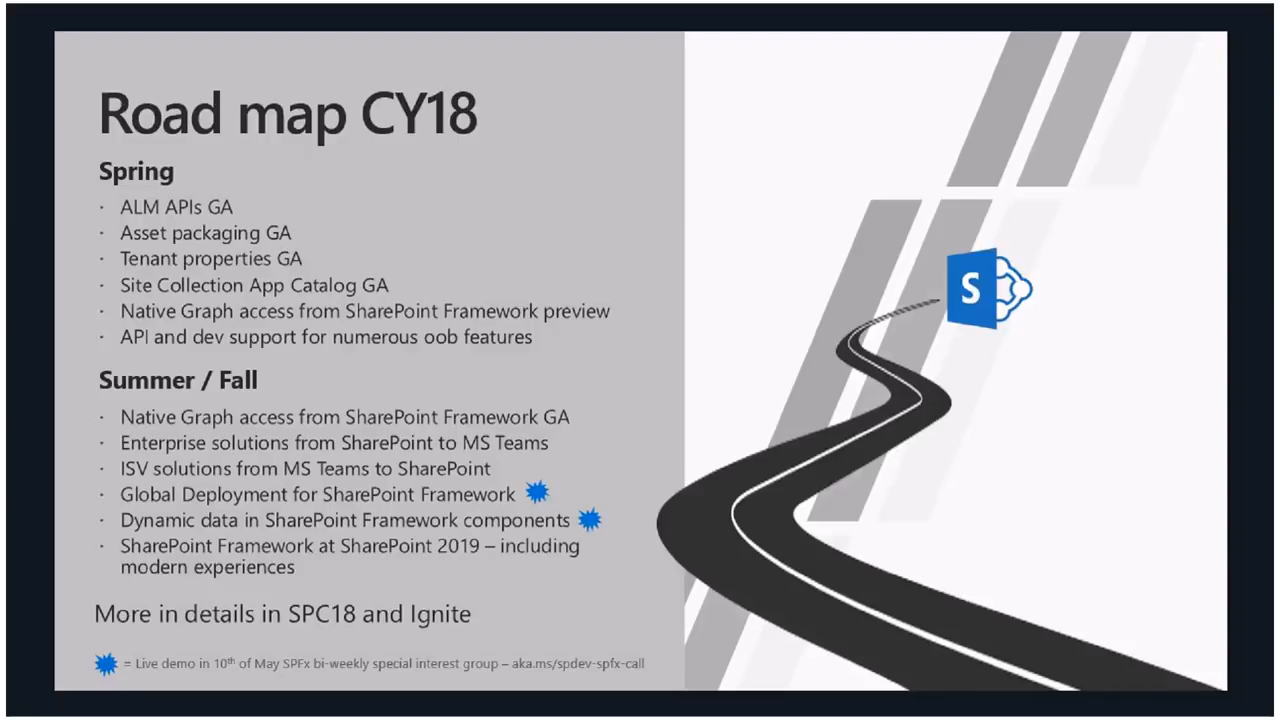 Road map CY18
Spring
· ALM APIs GA
· Asset packaging GA
· Tenant properties GA
· Site Collection App Catalog GA
· Native Graph access from SharePoint Framework preview
· API and dev support for numerous oob features
Summer / Fall
· Native Graph access from SharePoint Framework GA
· Enterprise solutions from SharePoint to MS Teams
· ISV solutions from MS Teams to SharePoint
· Global Deployment for SharePoint Framework
· Dynamic data in SharePoint Framework components
· SharePoint Framework at SharePoint 2019 – including
modern experiences
More in details in SPC18 and Ignite
= Live demo in 10th of May SPFx bi-weekly special interest group – aka.ms/spdev-spfx-call
S